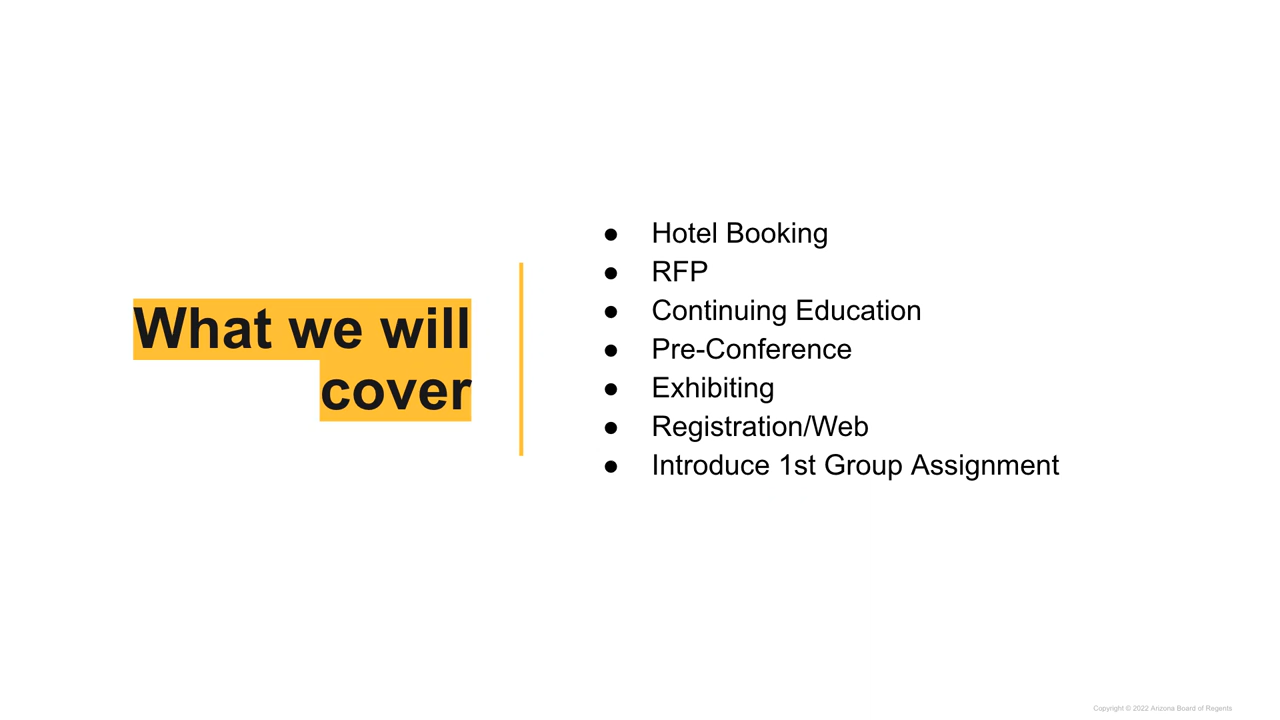 What we will
cover
● Hotel Booking
● RFP
● Continuing Education
● Pre-Conference
● Exhibiting
● Registration/Web
● Introduce 1st Group Assignment
Copyright © 2022 Arizona Board of Regents